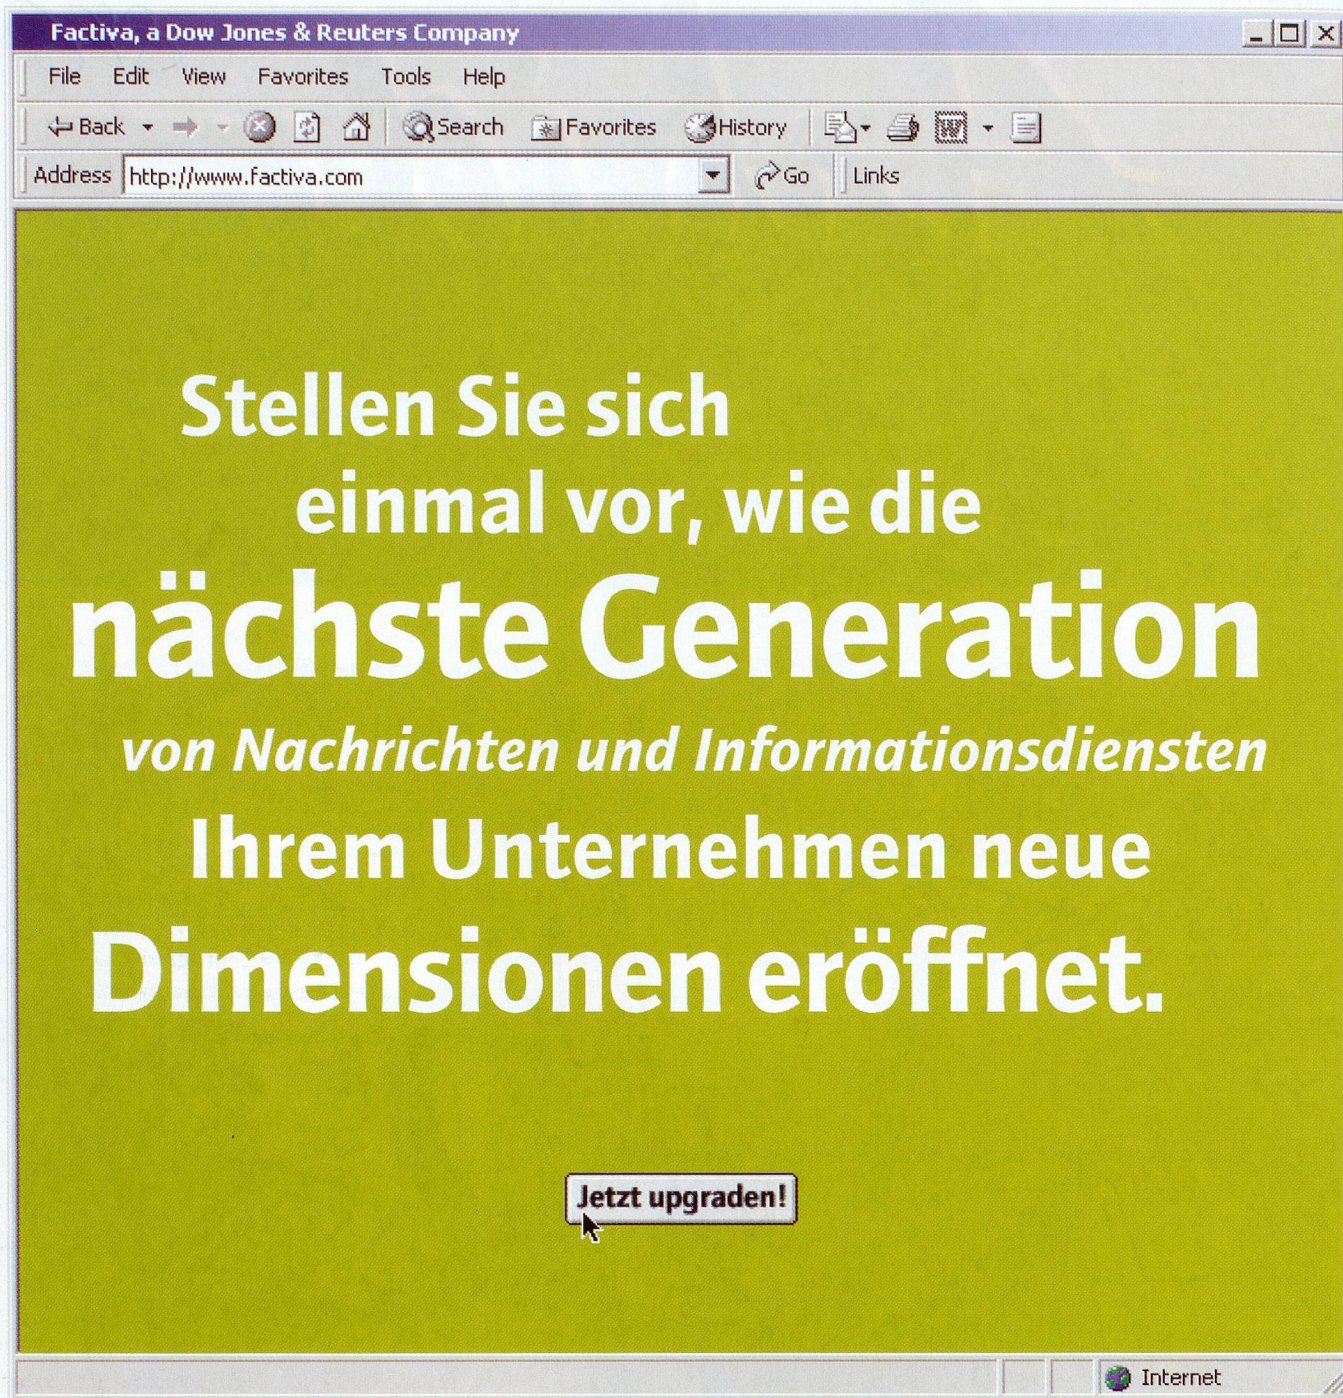 Factiva, a Dow Jones & Reuters Company
File Edit View Favorites Tools Help
Back Search Favorites History
Address http://www.factiva.com Go Links
Stellen Sie sich
einmal vor, wie die
nächste Generation
von Nachrichten und Informationsdiensten
Ihrem Unternehmen neue
Dimensionen eröffnet.
Jetzt upgraden!
Internet